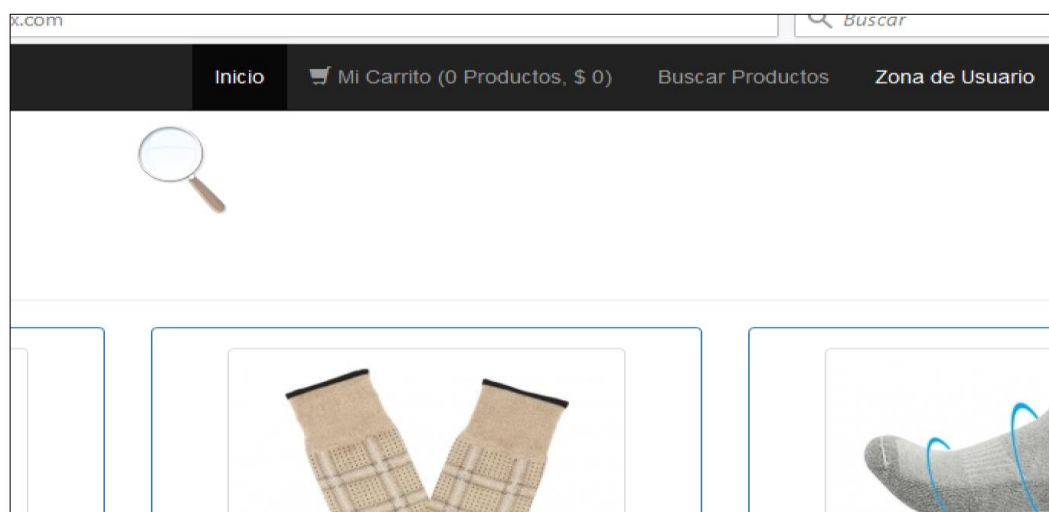 x.com
Buscar
Inicio
Mi Carrito (0 Productos, $ 0)
Buscar Productos
Zona de Usuario